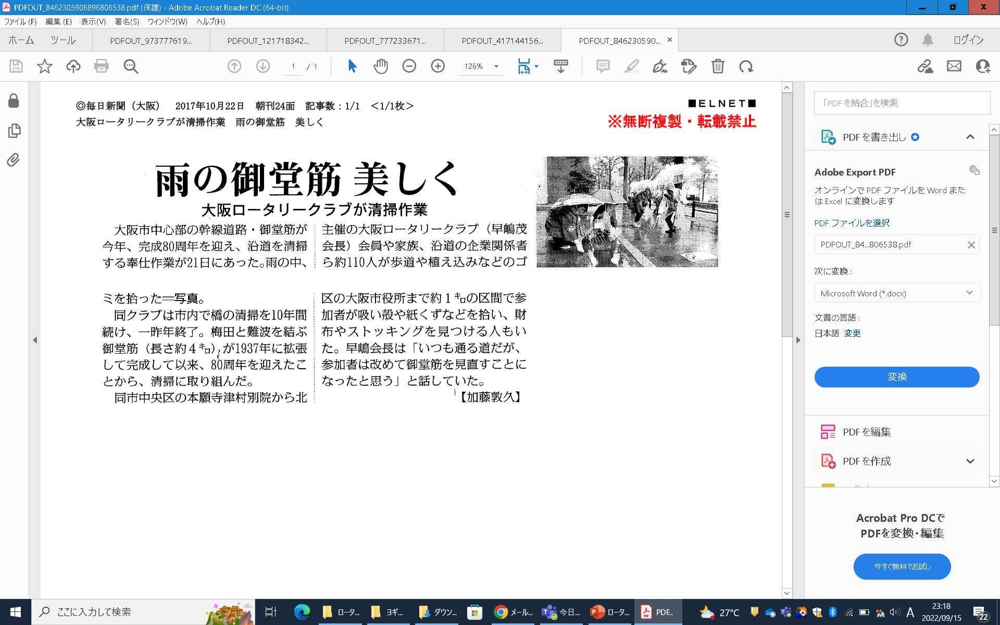 PDFOUT_8462305906896806538.pdf (保護) - Adobe Acrobat Reader DC (64-bit)
ファイル (F) 編集 (E) 表示(V) 署名(S) ウィンドウ(W) ヘルプ(H)
ホーム ツール PDFOUT_973777619... PDFOUT_121718342... PDFOUT_777233671... PDFOUT_417144156... PDFOUT_846230590... × ログイン
1 / 1 126%
◎毎日新聞（大阪） 2017年10月22日 朝刊24面 記事数：1/1 ＜1/1枚＞
大阪ロータリークラブが清掃作業 雨の御堂筋 美しく
■ELNET■
※無断複製・転載禁止
雨の御堂筋 美しく
大阪ロータリークラブが清掃作業
大阪市中心部の幹線道路・御堂筋が
今年、完成80周年を迎え、沿道を清掃
する奉仕作業が21日にあった。雨の中、
主催の大阪ロータリークラブ（早嶋茂
会長）会員や家族、沿道の企業関係者
ら約110人が歩道や植え込みなどのゴ
ミを拾った＝写真。
同クラブは市内で橋の清掃を10年間
続け、一昨年終了。梅田と難波を結ぶ
御堂筋（長さ約４㌔）が1937年に拡張
して完成して以来、80周年を迎えたこ
とから、清掃に取り組んだ。
同市中央区の本願寺津村別院から北
区の大阪市役所まで約１㌔の区間で参
加者が吸い殻や紙くずなどを拾い、財
布やストッキングを見つける人もい
た。早嶋会長は「いつも通る道だが、
参加者は改めて御堂筋を見直すことに
なったと思う」と話していた。
【加藤敦久】
「PDF を結合」を検索
PDF を書き出し
Adobe Export PDF
オンラインで PDF ファイルを Word また
は Excel に変換します
PDF ファイルを選択
PDFOUT_84...806538.pdf
次に変換 :
Microsoft Word (*.docx)
文書の言語 :
日本語 変更
変換
PDF を編集
PDF を作成
Acrobat Pro DCで
PDFを変換・編集
今すぐ無料でお試し
ここに入力して検索 ロータ... ヨギ... ダウン... メール... 今日... ロータ... PDF... 27°C A 23:18
2022/09/15 22